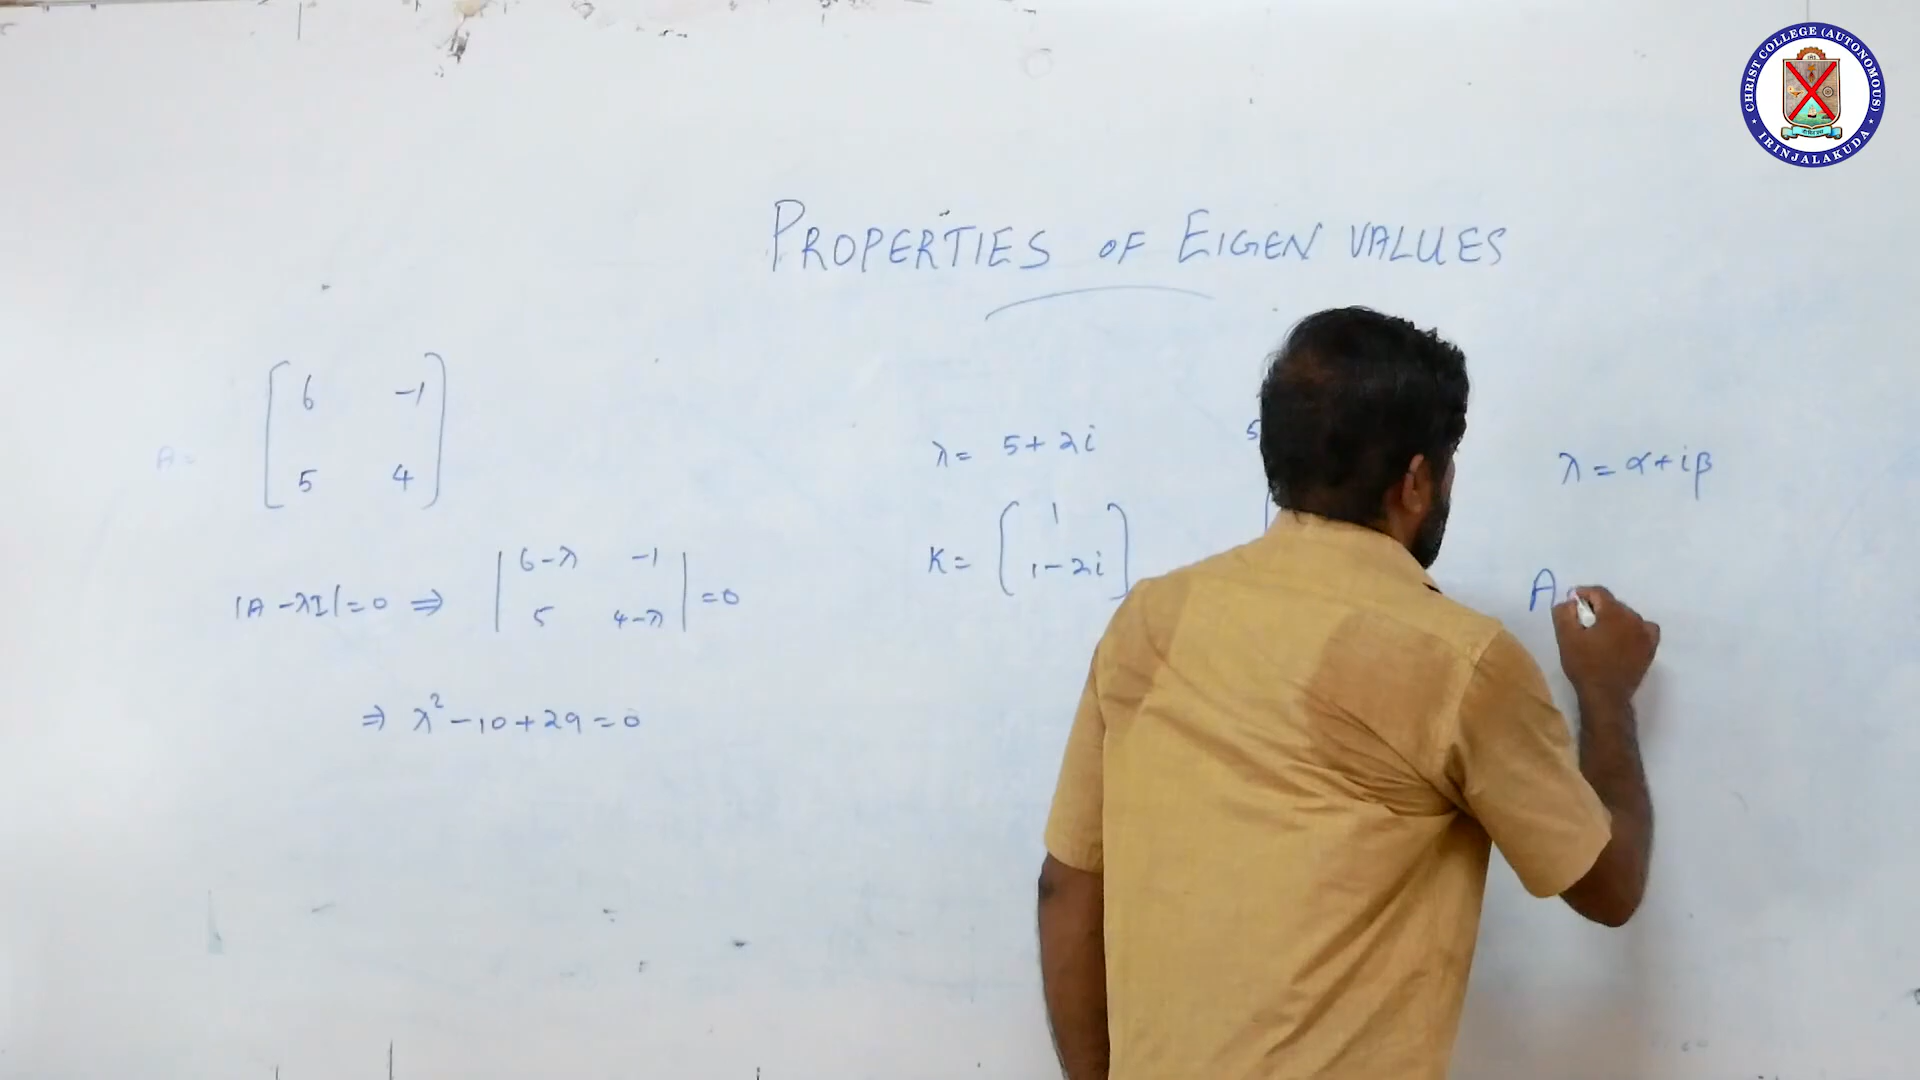 CHRIST COLLEGE (AUTONOMOUS)
IRINJALAKUDA
PROPERTIES OF EIGEN VALUES
A =
6 -1
5 4
|A - λI| = 0 ⇒ | 6-λ -1 | = 0
5 4-λ
⇒ λ² - 10 + 29 = 0
λ = 5 + 2i
K = 1
1 - 2i
5
λ = α + iβ
A